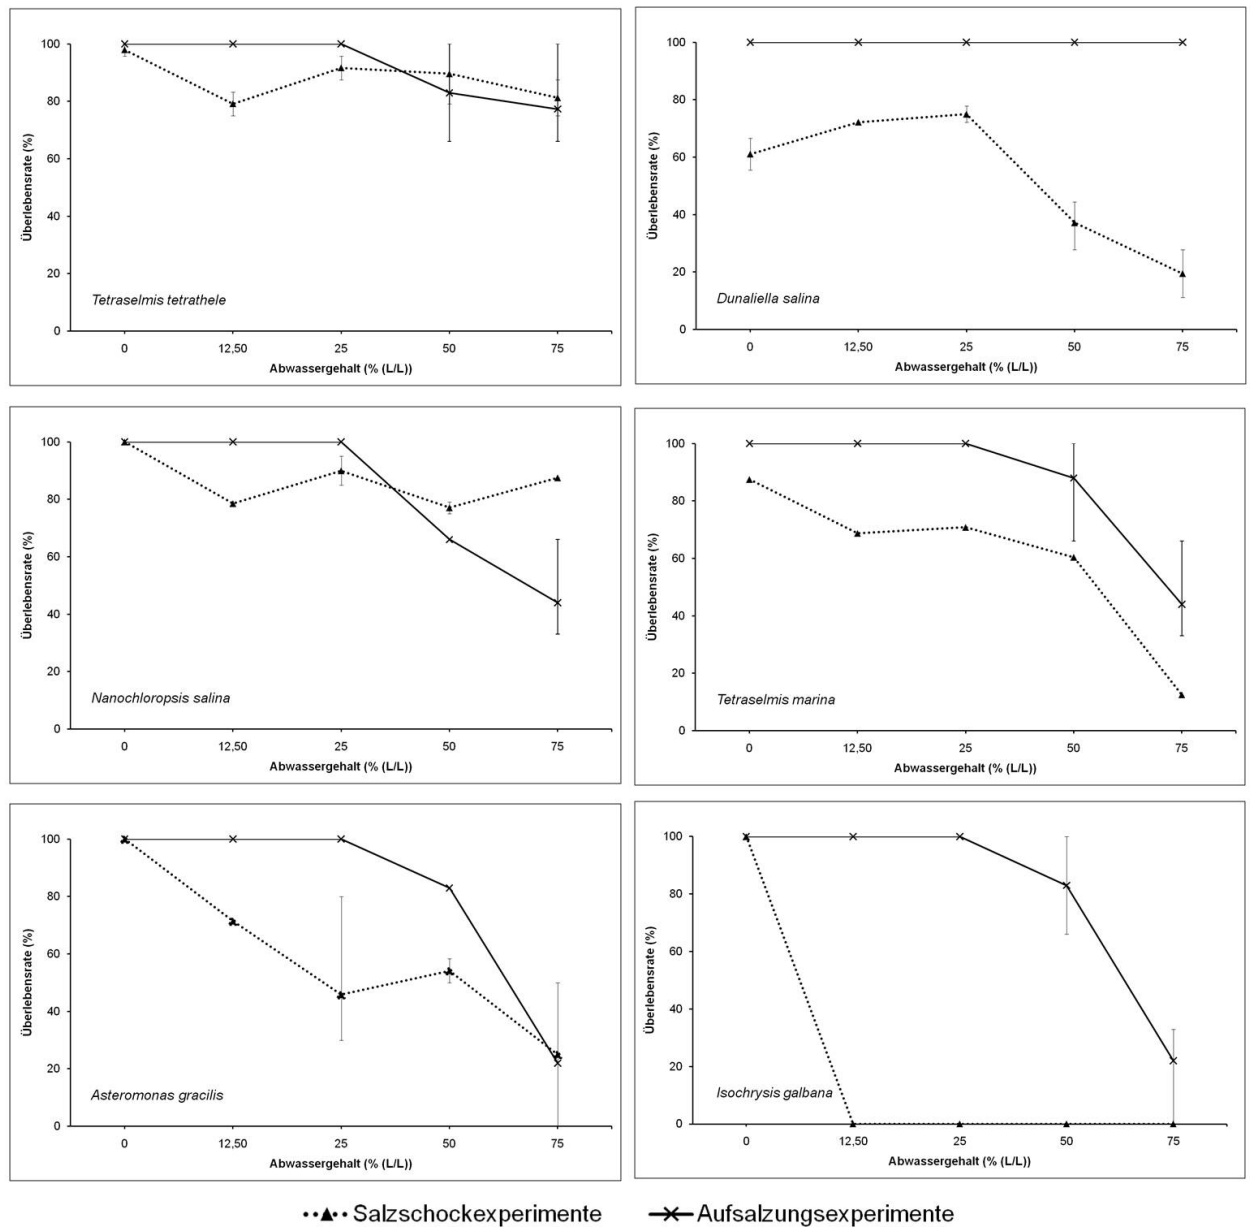 100
80
60
40
20
0
Überlebensrate (%)
Tetraselmis tetrathele
0 12,50 25 50 75
Abwassergehalt (% (L/L))
100
80
60
40
20
0
Überlebensrate (%)
Dunaliella salina
0 12,50 25 50 75
Abwassergehalt (% (L/L))
100
80
60
40
20
0
Überlebensrate (%)
Nanochloropsis salina
0 12,50 25 50 75
Abwassergehalt (% (L/L))
100
80
60
40
20
0
Überlebensrate (%)
Tetraselmis marina
0 12,50 25 50 75
Abwassergehalt (% (L/L))
100
80
60
40
20
0
Überlebensrate (%)
Asteromonas gracilis
0 12,50 25 50 75
Abwassergehalt (% (L/L))
100
80
60
40
20
0
Überlebensrate (%)
Isochrysis galbana
0 12,50 25 50 75
Abwassergehalt (% (L/L))
Salzschockexperimente Aufsalzungsexperimente